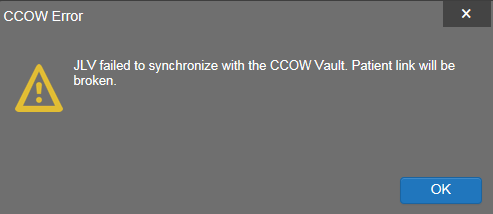 CCOW Error
JLV failed to synchronize with the CCOW Vault. Patient link will be
broken.
OK